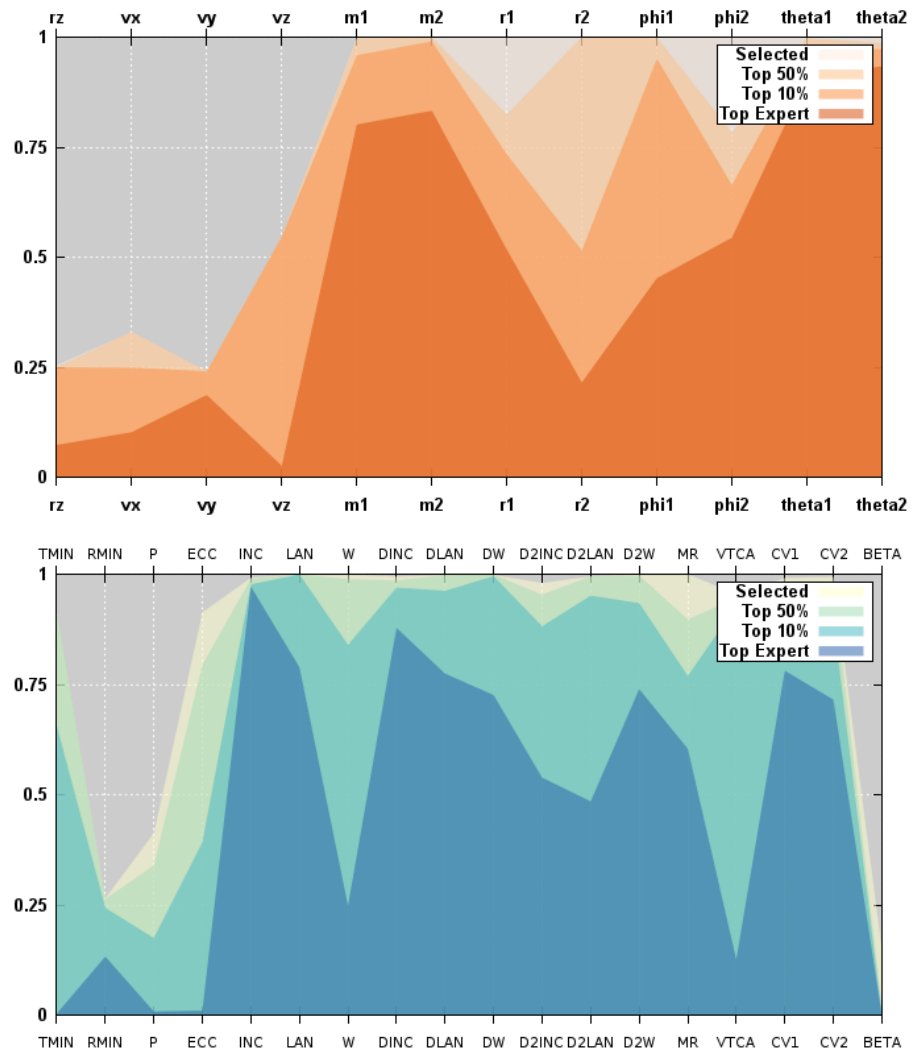 rz vx vy vz m1 m2 r1 r2 phi1 phi2 theta1 theta2
1
Selected
Top 50%
Top 10%
Top Expert
0.75
0.5
0.25
0
rz vx vy vz m1 m2 r1 r2 phi1 phi2 theta1 theta2
TMIN RMIN P ECC INC LAN W DINC DLAN DW D2INC D2LAN D2W MR VTCA CV1 CV2 BETA
1
Selected
Top 50%
Top 10%
Top Expert
0.75
0.5
0.25
0
TMIN RMIN P ECC INC LAN W DINC DLAN DW D2INC D2LAN D2W MR VTCA CV1 CV2 BETA